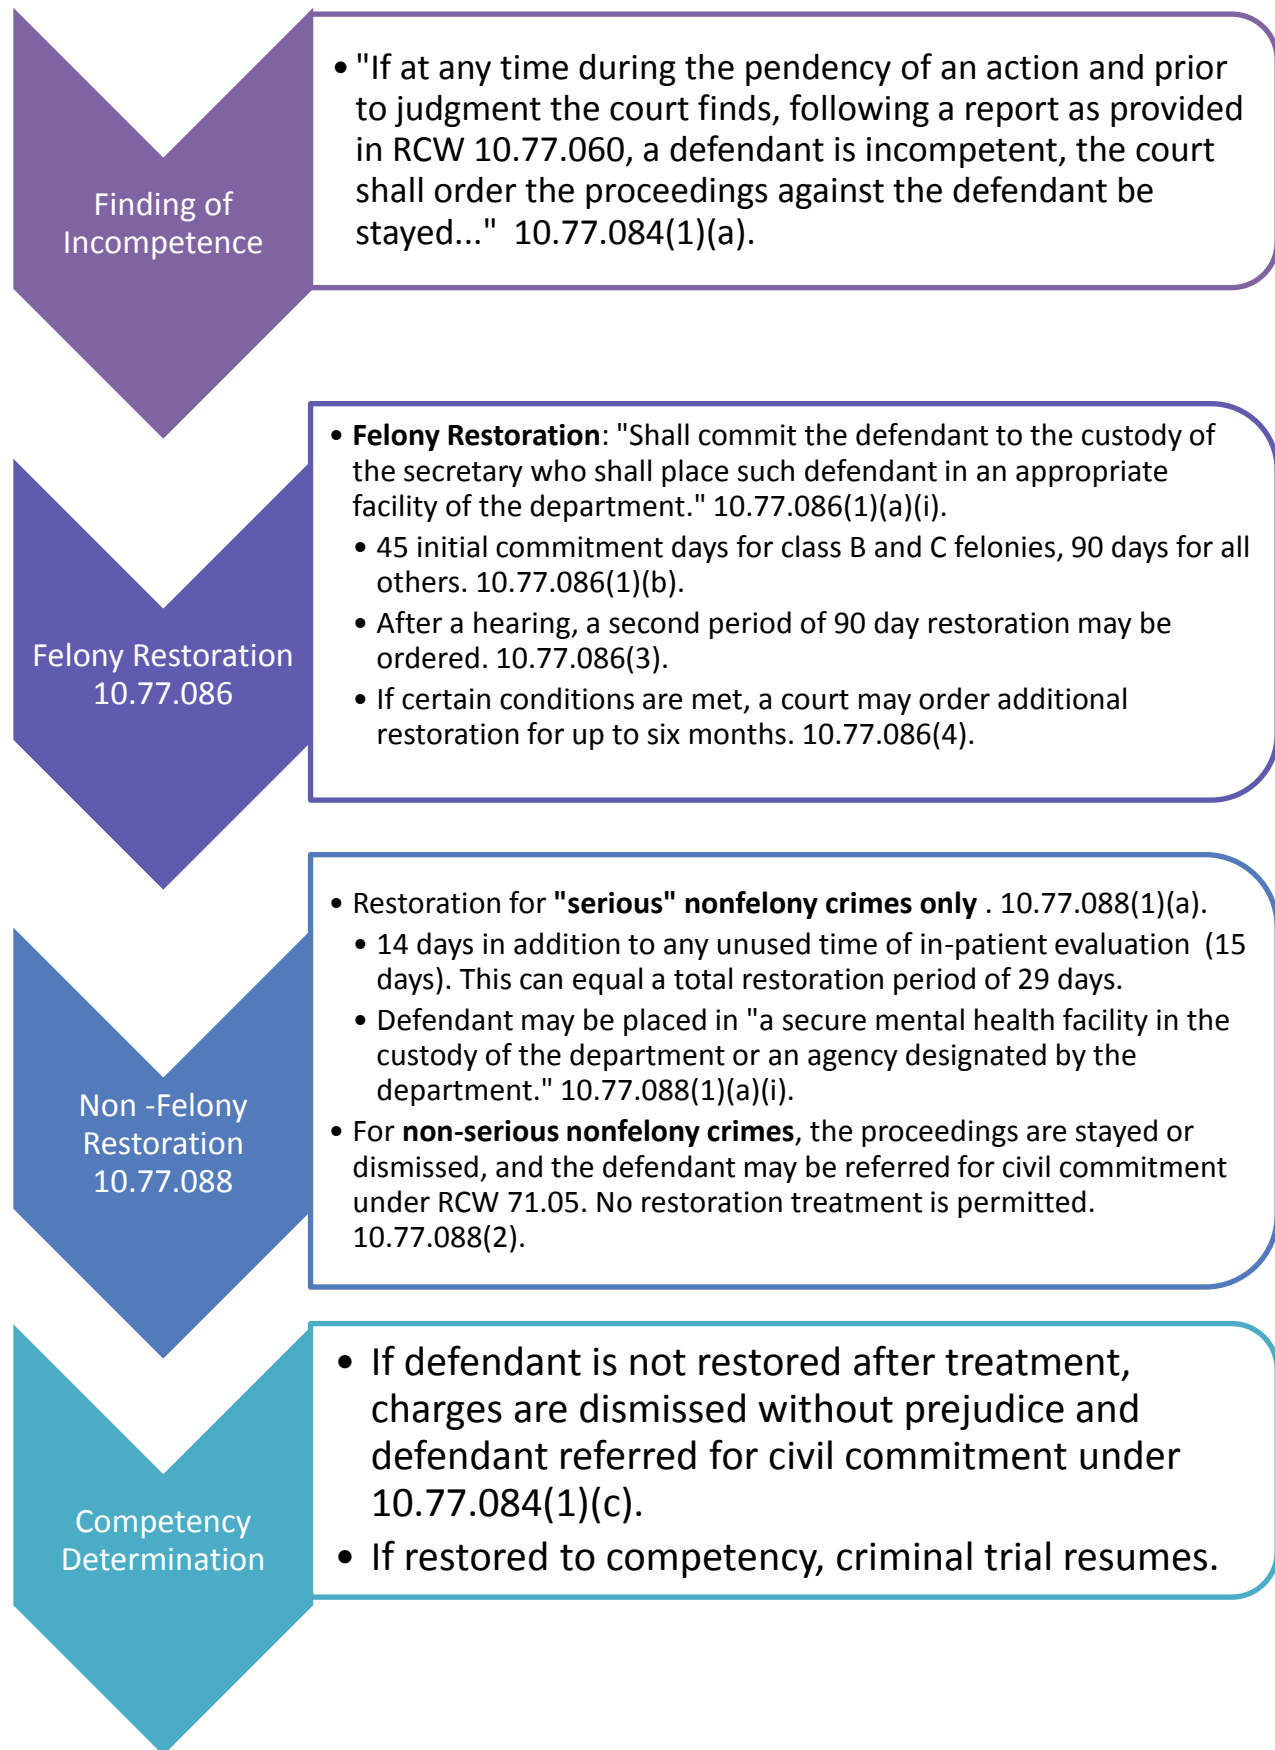 Finding of
Incompetence
• "If at any time during the pendency of an action and prior
to judgment the court finds, following a report as provided
in RCW 10.77.060, a defendant is incompetent, the court
shall order the proceedings against the defendant be
stayed..."  10.77.084(1)(a).
Felony Restoration
10.77.086
• Felony Restoration: "Shall commit the defendant to the custody of
the secretary who shall place such defendant in an appropriate
facility of the department." 10.77.086(1)(a)(i).
• 45 initial commitment days for class B and C felonies, 90 days for all
others. 10.77.086(1)(b).
• After a hearing, a second period of 90 day restoration may be
ordered. 10.77.086(3).
• If certain conditions are met, a court may order additional
restoration for up to six months. 10.77.086(4).
Non -Felony
Restoration
10.77.088
• Restoration for "serious" nonfelony crimes only . 10.77.088(1)(a).
• 14 days in addition to any unused time of in-patient evaluation  (15
days). This can equal a total restoration period of 29 days.
• Defendant may be placed in "a secure mental health facility in the
custody of the department or an agency designated by the
department." 10.77.088(1)(a)(i).
• For non-serious nonfelony crimes, the proceedings are stayed or
dismissed, and the defendant may be referred for civil commitment
under RCW 71.05. No restoration treatment is permitted.
10.77.088(2).
Competency
Determination
• If defendant is not restored after treatment,
charges are dismissed without prejudice and
defendant referred for civil commitment under
10.77.084(1)(c).
• If restored to competency, criminal trial resumes.